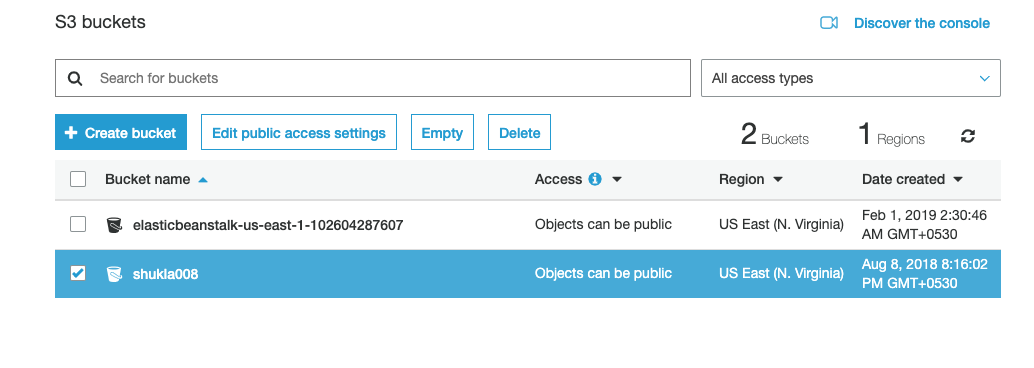 S3 buckets
Discover the console
Search for buckets
All access types
Create bucket
Edit public access settings
Empty
Delete
2 Buckets
1 Regions
Bucket name
Access
Region
Date created
elasticbeanstalk-us-east-1-102604287607
Objects can be public
US East (N. Virginia)
Feb 1, 2019 2:30:46
AM GMT+0530
shukla008
Objects can be public
US East (N. Virginia)
Aug 8, 2018 8:16:02
PM GMT+0530